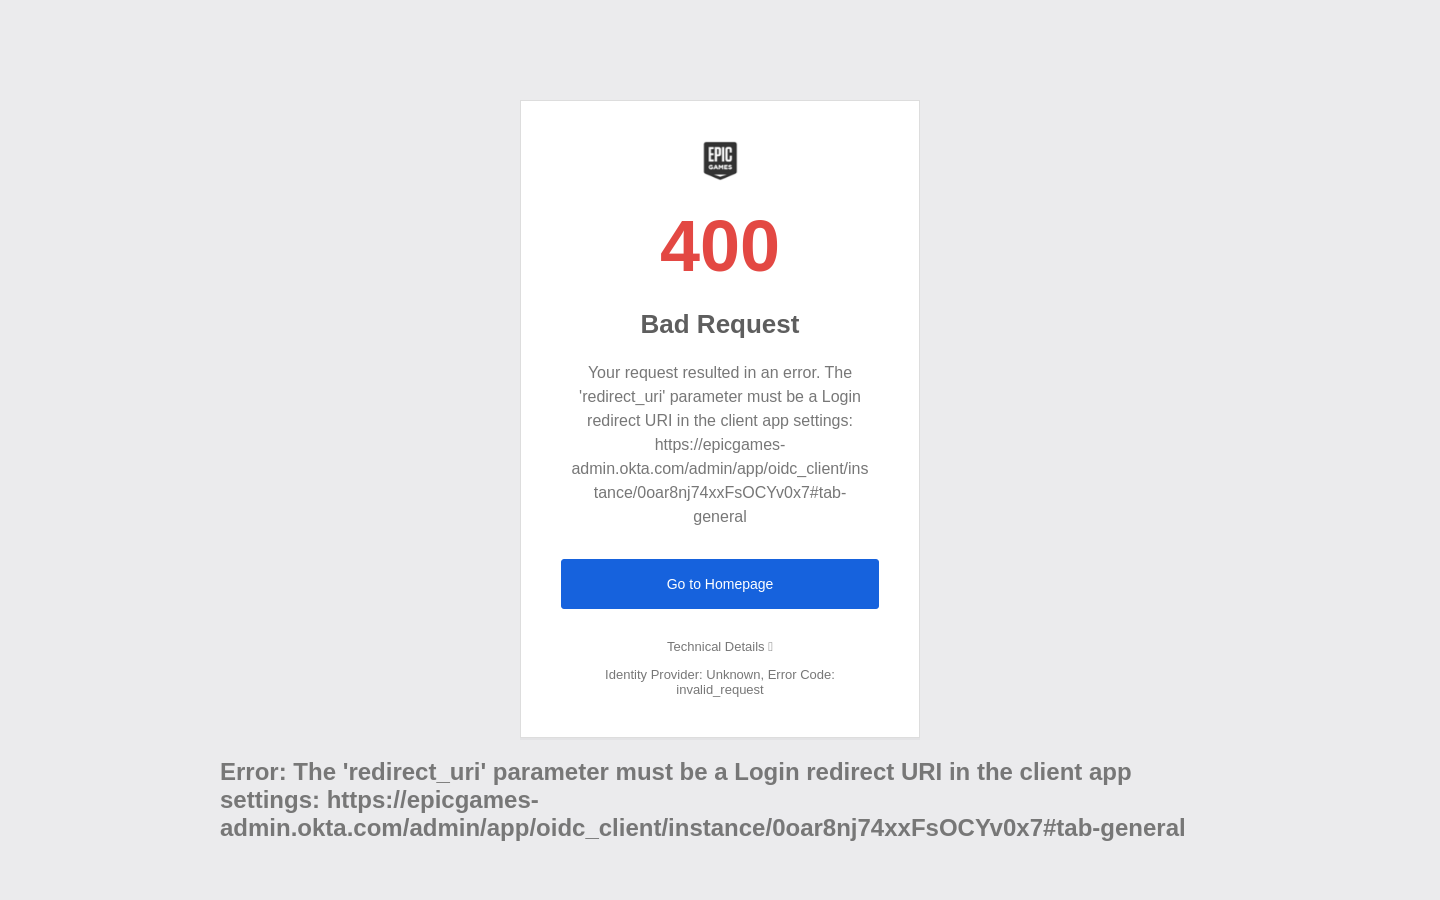 EPIC
GAMES
400
Bad Request
Your request resulted in an error. The
'redirect_uri' parameter must be a Login
redirect URI in the client app settings:
https://epicgames-
admin.okta.com/admin/app/oidc_client/ins
tance/0oar8nj74xxFsOCYv0x7#tab-
general
Go to Homepage
Technical Details
Identity Provider: Unknown, Error Code:
invalid_request
Error: The 'redirect_uri' parameter must be a Login redirect URI in the client app
settings: https://epicgames-
admin.okta.com/admin/app/oidc_client/instance/0oar8nj74xxFsOCYv0x7#tab-general